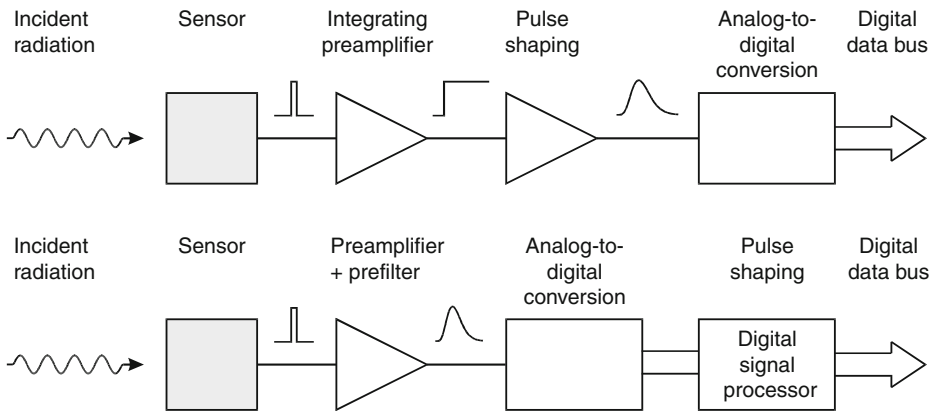 Incident
radiation
Sensor
Integrating
preamplifier
Pulse
shaping
Analog-to-
digital
conversion
Digital
data bus
Incident
radiation
Sensor
Preamplifier
+ prefilter
Analog-to-
digital
conversion
Pulse
shaping
Digital
data bus
Digital
signal
processor